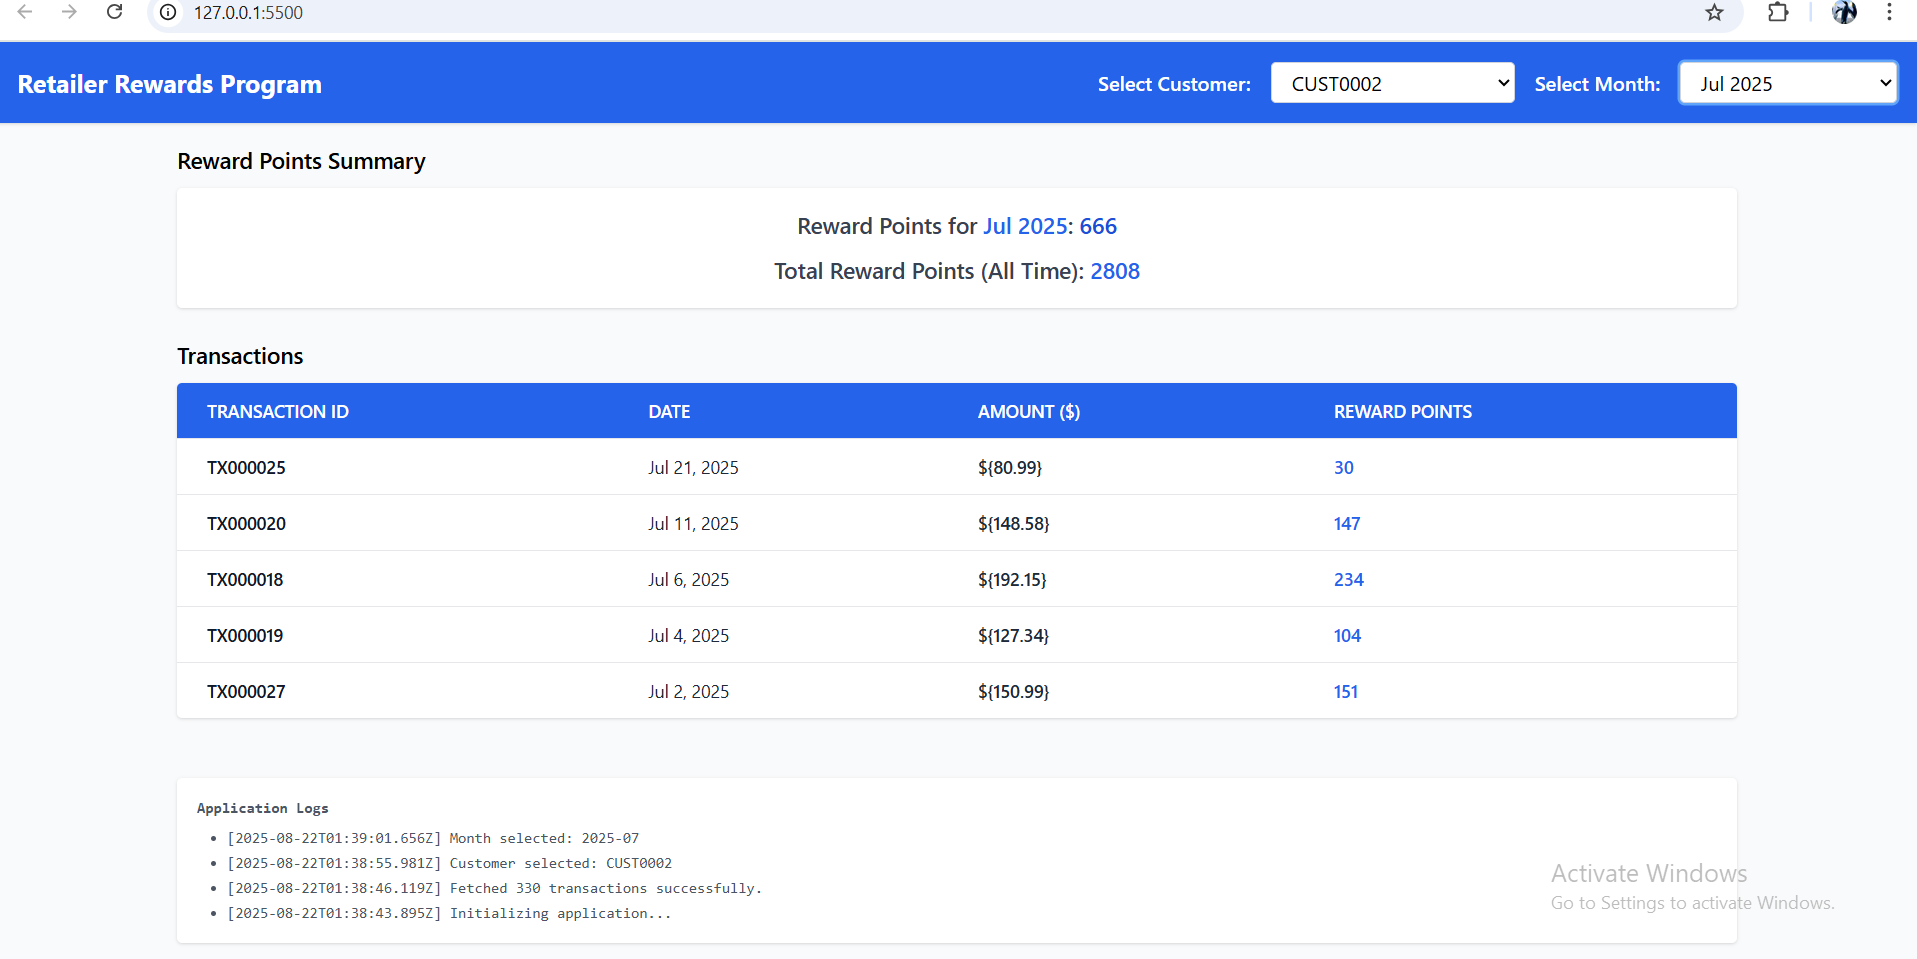 127.0.0.1:5500
Retailer Rewards Program Select Customer: CUST0002 Select Month: Jul 2025
Reward Points Summary
Reward Points for Jul 2025: 666
Total Reward Points (All Time): 2808
Transactions
TRANSACTION ID DATE AMOUNT ($) REWARD POINTS
TX000025 Jul 21, 2025 ${80.99} 30
TX000020 Jul 11, 2025 ${148.58} 147
TX000018 Jul 6, 2025 ${192.15} 234
TX000019 Jul 4, 2025 ${127.34} 104
TX000027 Jul 2, 2025 ${150.99} 151
Application Logs
• [2025-08-22T01:39:01.656Z] Month selected: 2025-07
• [2025-08-22T01:38:55.981Z] Customer selected: CUST0002
• [2025-08-22T01:38:46.119Z] Fetched 330 transactions successfully.
• [2025-08-22T01:38:43.895Z] Initializing application...
Activate Windows
Go to Settings to activate Windows.